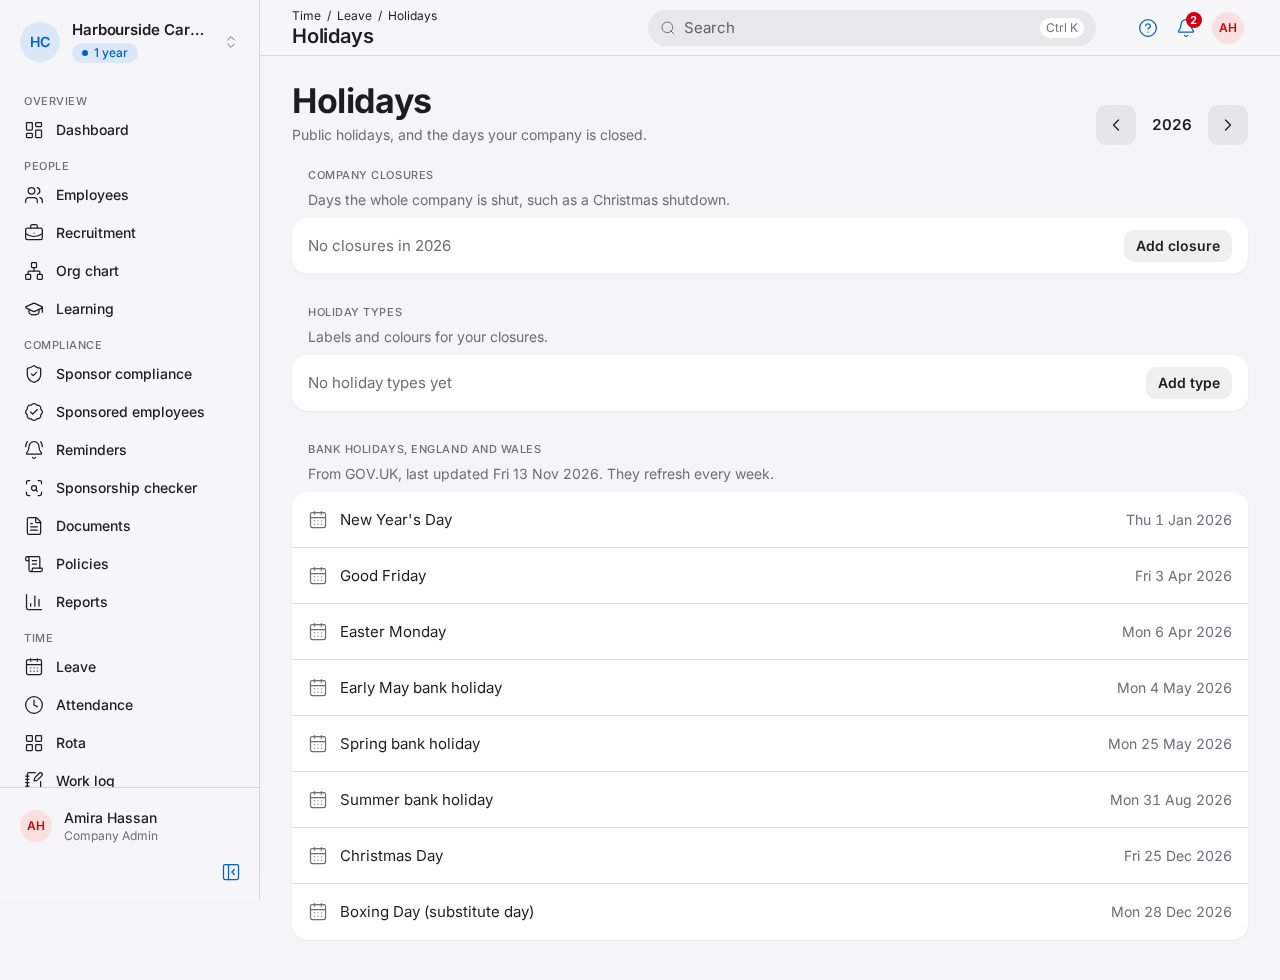 HC
Harbourside Car...
1 year
OVERVIEW
Dashboard
PEOPLE
Employees
Recruitment
Org chart
Learning
COMPLIANCE
Sponsor compliance
Sponsored employees
Reminders
Sponsorship checker
Documents
Policies
Reports
TIME
Leave
Attendance
Rota
Work log
AH
Amira Hassan
Company Admin
Time / Leave / Holidays
Holidays
Search
Ctrl K
2
AH
Holidays
Public holidays, and the days your company is closed.
2026
COMPANY CLOSURES
Days the whole company is shut, such as a Christmas shutdown.
No closures in 2026
Add closure
HOLIDAY TYPES
Labels and colours for your closures.
No holiday types yet
Add type
BANK HOLIDAYS, ENGLAND AND WALES
From GOV.UK, last updated Fri 13 Nov 2026. They refresh every week.
New Year's Day
Thu 1 Jan 2026
Good Friday
Fri 3 Apr 2026
Easter Monday
Mon 6 Apr 2026
Early May bank holiday
Mon 4 May 2026
Spring bank holiday
Mon 25 May 2026
Summer bank holiday
Mon 31 Aug 2026
Christmas Day
Fri 25 Dec 2026
Boxing Day (substitute day)
Mon 28 Dec 2026